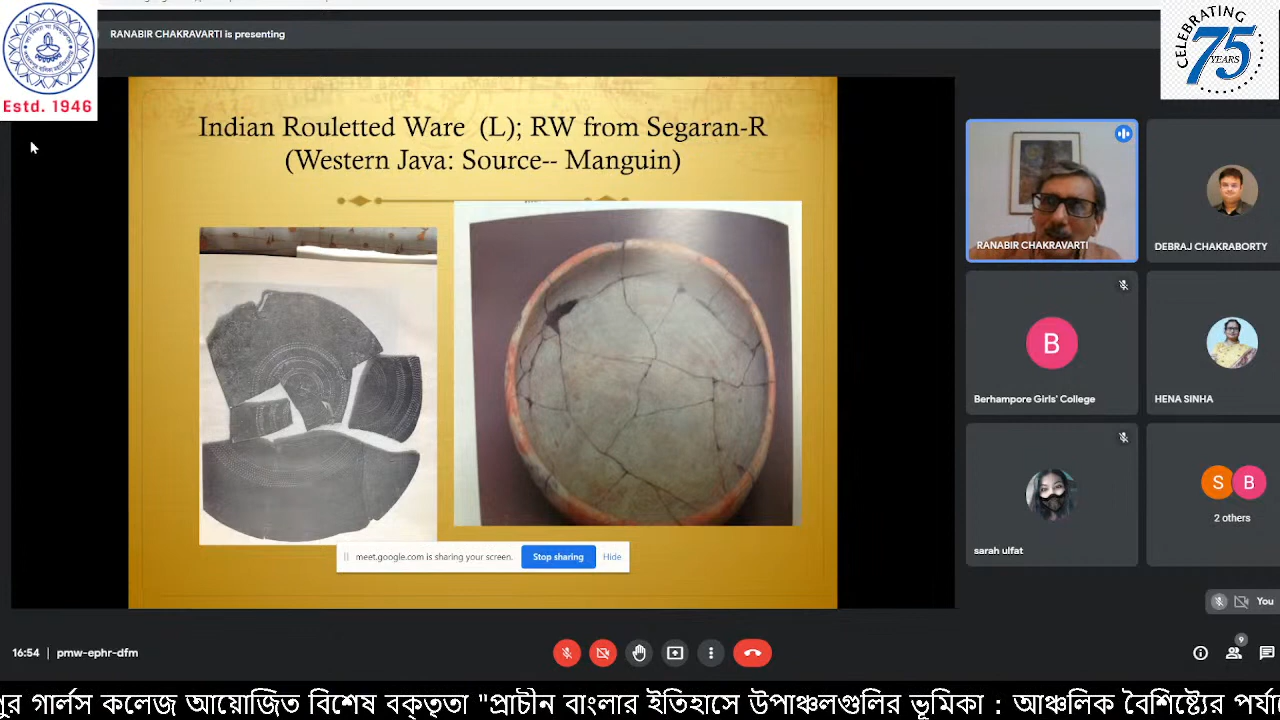 RANABIR CHAKRAVARTI is presenting
Estd. 1946
CELEBRATING
75
YEARS
Indian Rouletted Ware (L); RW from Segaran-R
(Western Java: Source-- Manguin)
RANABIR CHAKRAVARTI
DEBRAJ CHAKRABORTY
B
Berhampore Girls' College
HENA SINHA
sarah ulfat
S B
2 others
meet.google.com is sharing your screen.
Stop sharing
Hide
You
16:54 | pmw-ephr-dfm
9
গার্লস কলেজ আয়োজিত বিশেষ বক্তৃতা "প্রাচীন বাংলার ইতিহাসে উপাঞ্চলগুলির ভূমিকা : আঞ্চলিক বৈশিষ্ট্যের